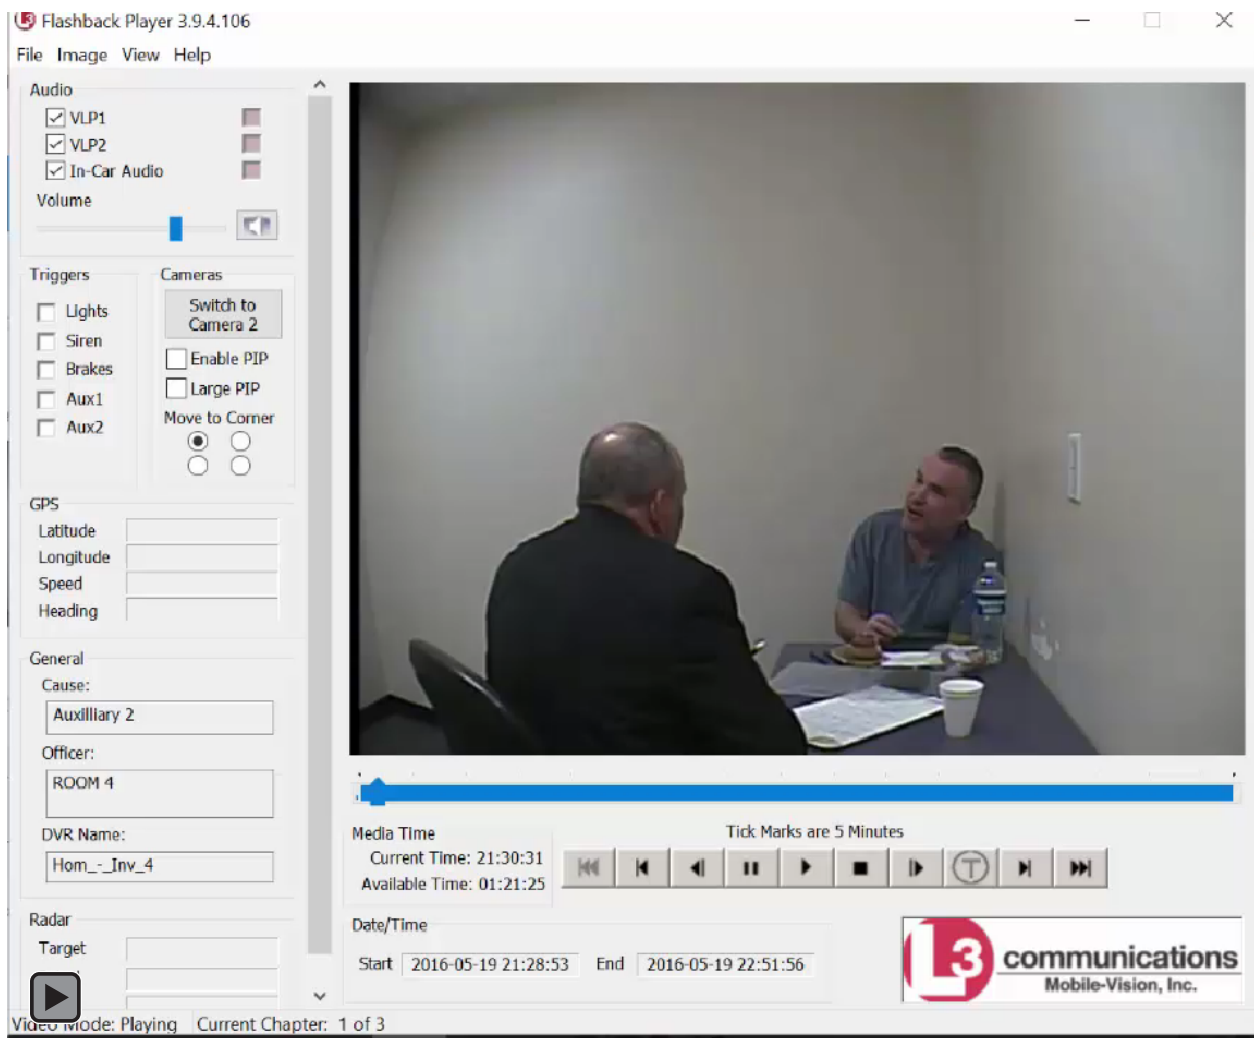 L3 Flashback Player 3.9.4.106
File Image View Help
Audio
VLP1
VLP2
In-Car Audio
Volume
Triggers
Lights
Siren
Brakes
Aux1
Aux2
Cameras
Switch to
Camera 2
Enable PIP
Large PIP
Move to Corner
GPS
Latitude
Longitude
Speed
Heading
General
Cause:
Auxilliary 2
Officer:
ROOM 4
DVR Name:
Hom_-_Inv_4
Radar
Target
Media Time
Current Time: 21:30:31
Available Time: 01:21:25
Tick Marks are 5 Minutes
T
Date/Time
Start 2016-05-19 21:28:53 End 2016-05-19 22:51:56
L3 communications
Mobile-Vision, Inc.
Video Mode: Playing Current Chapter: 1 of 3